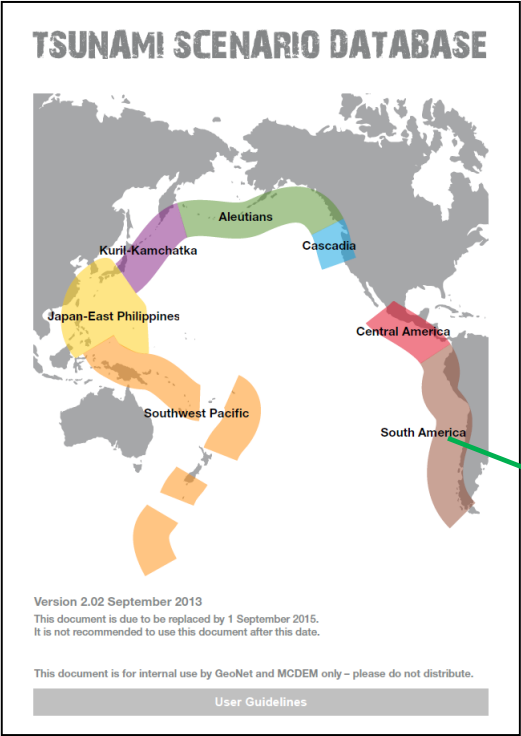 TSUNAMI SCENARIO DATABASE
Aleutians
Cascadia
Kuril-Kamchatka
Japan-East Philippines
Central America
Southwest Pacific
South America
Version 2.02 September 2013
This document is due to be replaced by 1 September 2015.
It is not recommended to use this document after this date.
This document is for internal use by GeoNet and MCDEM only – please do not distribute.
User Guidelines